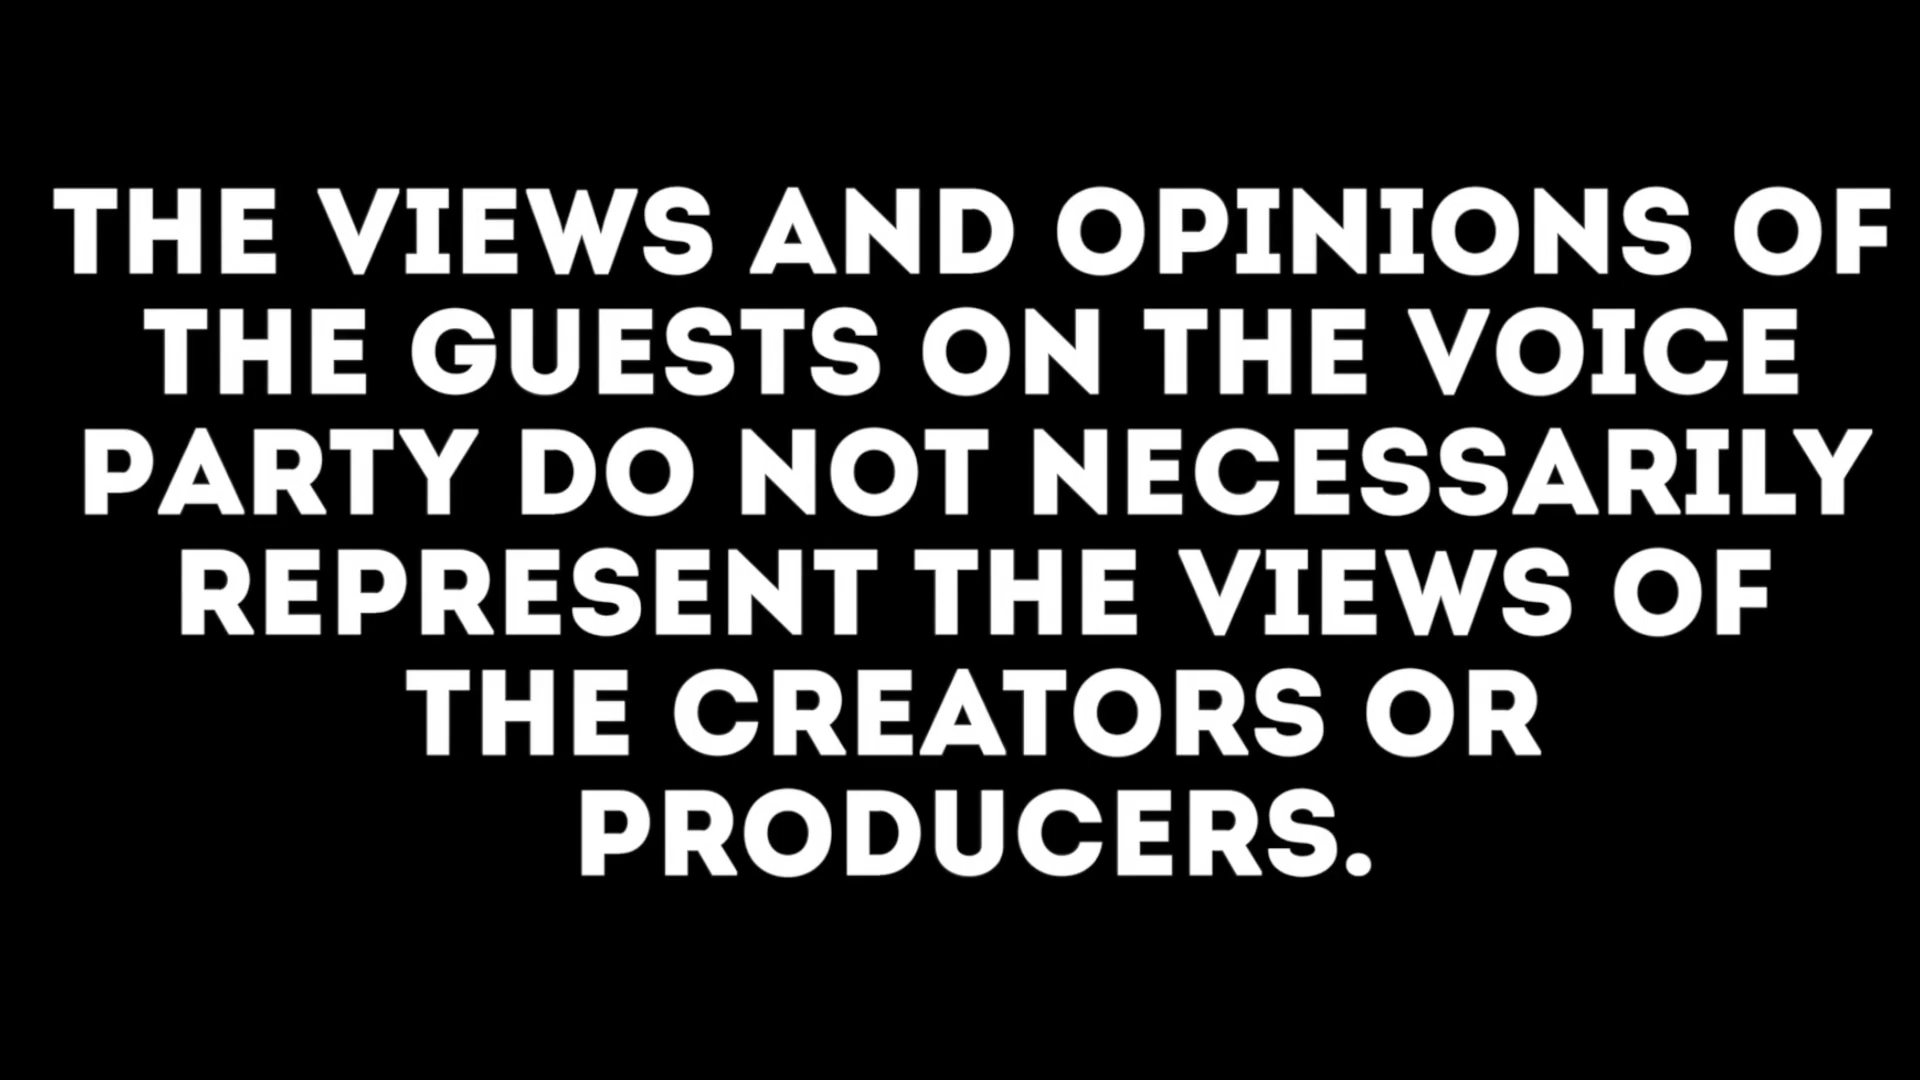 THE VIEWS AND OPINIONS OF
THE GUESTS ON THE VOICE
PARTY DO NOT NECESSARILY
REPRESENT THE VIEWS OF
THE CREATORS OR
PRODUCERS.